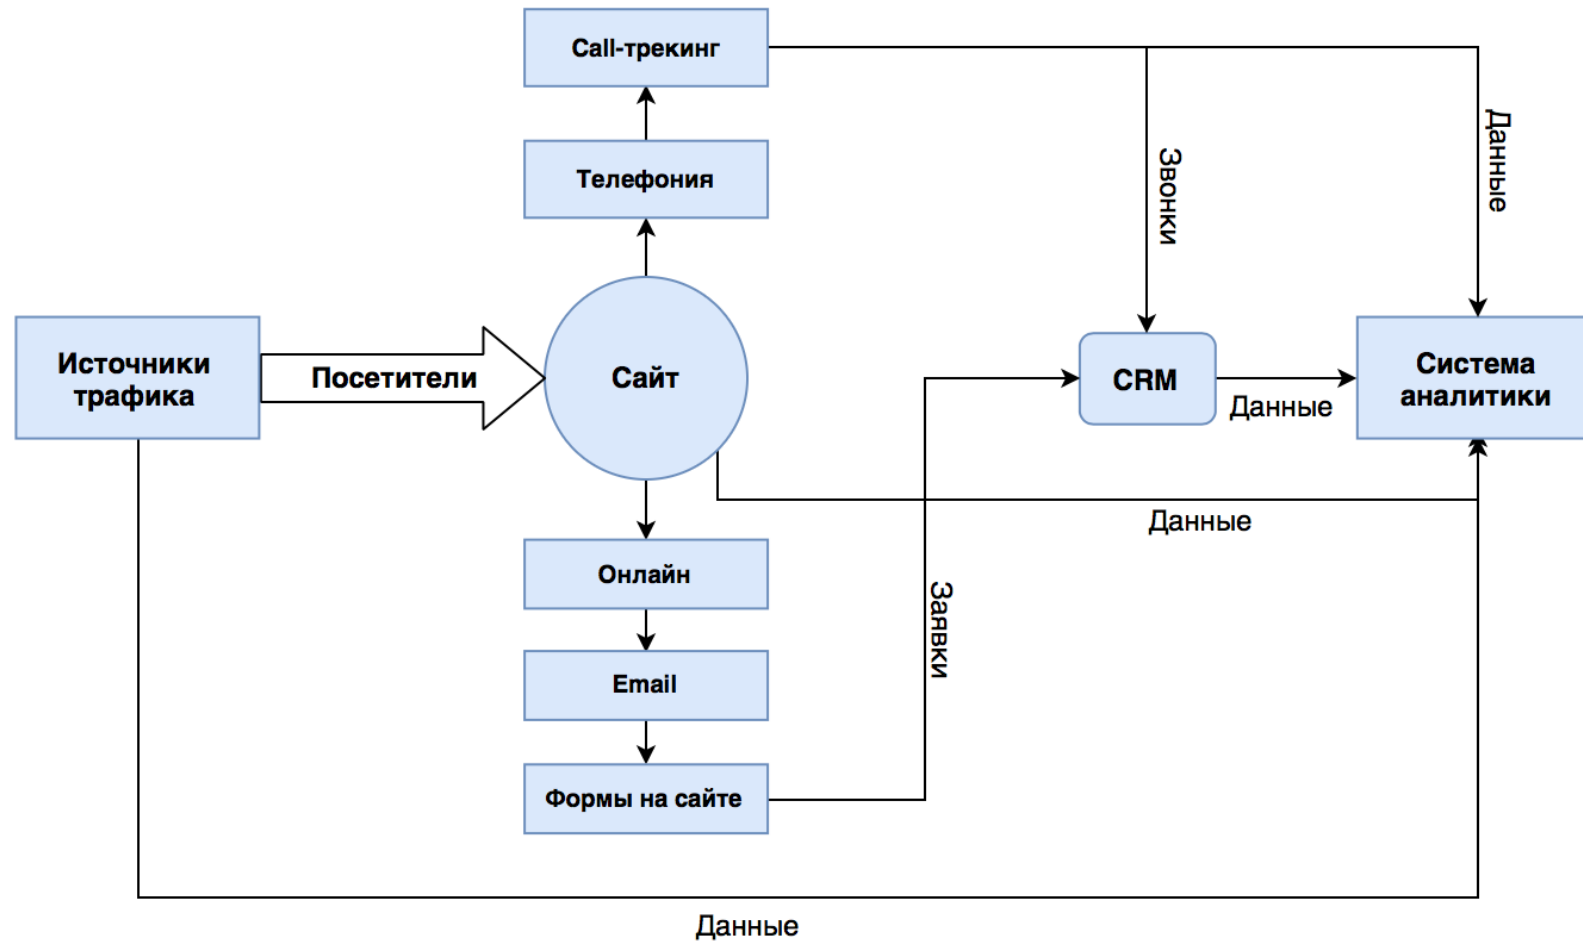 Call-трекинг
Данные
Телефония
Звонки
Источники
трафика
Посетители
Сайт
CRM
Данные
Система
аналитики
Данные
Онлайн
Заявки
Email
Формы на сайте
Данные